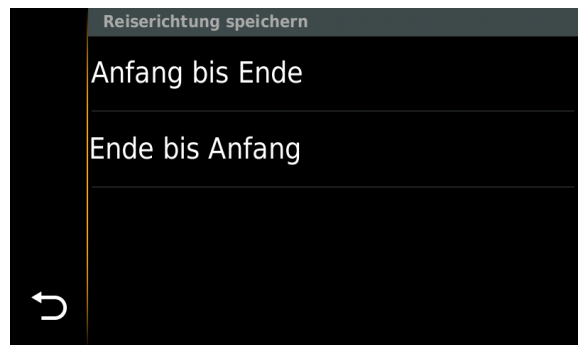 Reiserichtung speichern
Anfang bis Ende
Ende bis Anfang